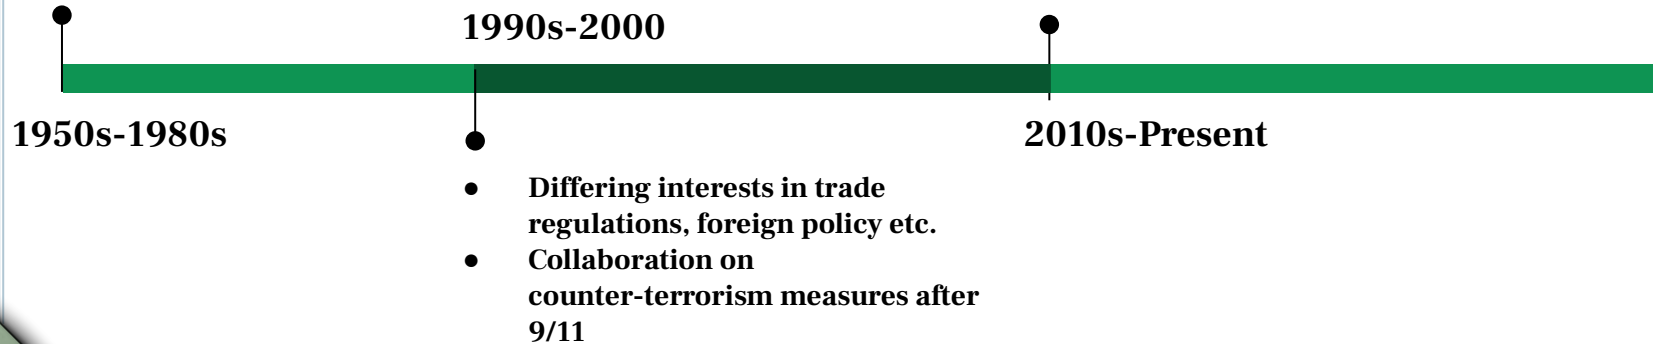 1990s-2000
1950s-1980s
2010s-Present
● Differing interests in trade
regulations, foreign policy etc.
● Collaboration on
counter-terrorism measures after
9/11